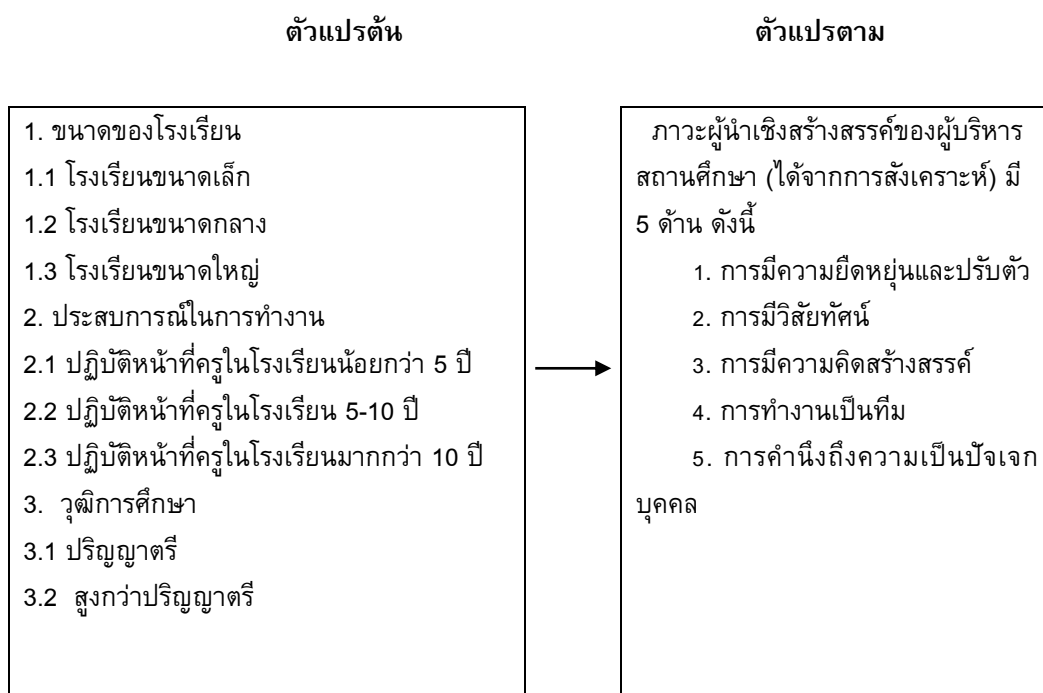 ตัวแปรต้น
ตัวแปรตาม
1. ขนาดของโรงเรียน
1.1 โรงเรียนขนาดเล็ก
1.2 โรงเรียนขนาดกลาง
1.3 โรงเรียนขนาดใหญ่
2. ประสบการณ์ในการทำงาน
2.1 ปฏิบัติหน้าที่ครูในโรงเรียนน้อยกว่า 5 ปี
2.2 ปฏิบัติหน้าที่ครูในโรงเรียน 5-10 ปี
2.3 ปฏิบัติหน้าที่ครูในโรงเรียนมากกว่า 10 ปี
3. วุฒิการศึกษา
3.1 ปริญญาตรี
3.2 สูงกว่าปริญญาตรี
ภาวะผู้นำเชิงสร้างสรรค์ของผู้บริหาร
สถานศึกษา (ได้จากการสังเคราะห์) มี
5 ด้าน ดังนี้
1. การมีความยืดหยุ่นและปรับตัว
2. การมีวิสัยทัศน์
3. การมีความคิดสร้างสรรค์
4. การทำงานเป็นทีม
5. การคำนึงถึงความเป็นปัจเจก
บุคคล